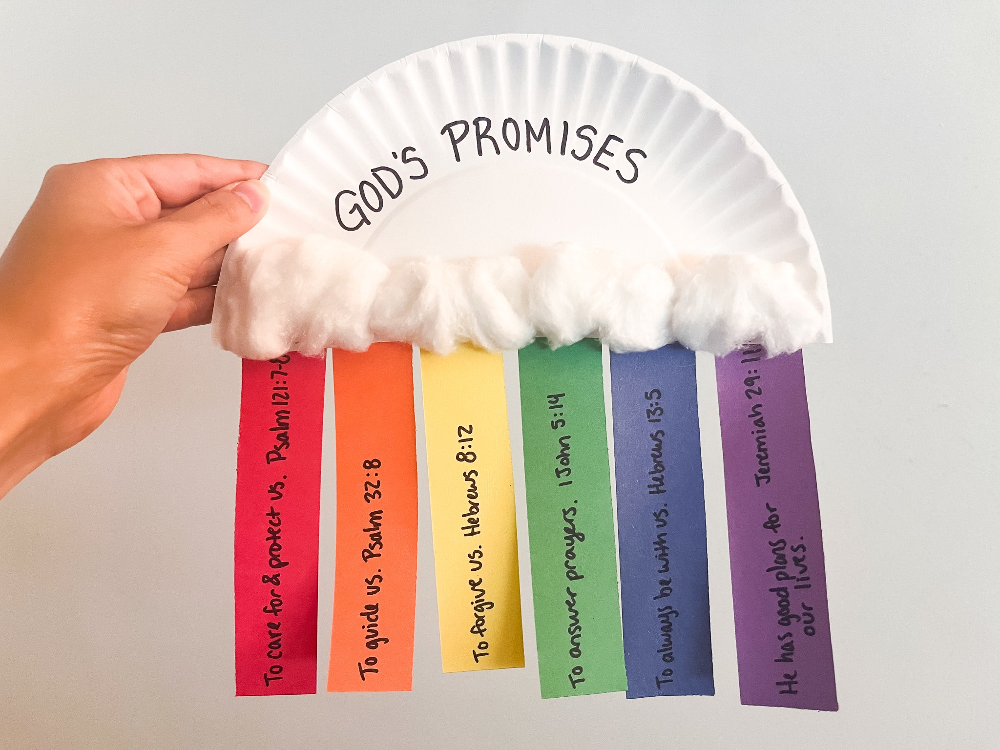 GOD'S PROMISES
To care for & protect us. Psalm 121:7-8
To guide us. Psalm 32:8
To forgive us. Hebrews 8:12
To answer prayers. 1 John 5:14
To always be with us. Hebrews 13:5
He has good plans for
our lives.
Jeremiah 29:11